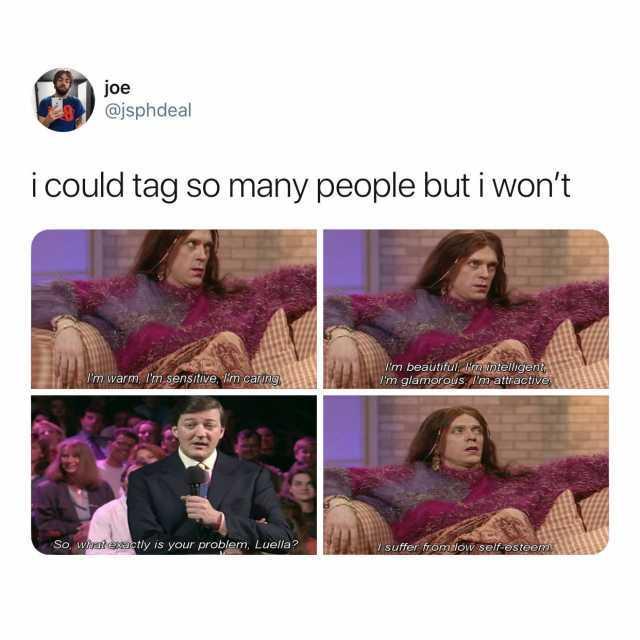 joe
@jsphdeal
i could tag so many people but i won't
I'm warm, I'm sensitive, I'm caring,
I'm beautiful, I'm intelligent,
I'm glamorous, I'm attractive.
So, what exactly is your problem, Luella?
I suffer from low self-esteem.